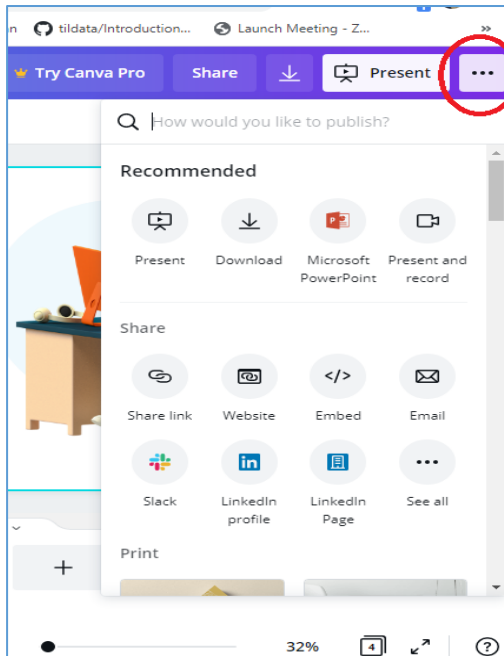 n tildata/Introduction... Launch Meeting - Z... »
Try Canva Pro Share Present ...
How would you like to publish?
Recommended
Present Download Microsoft PowerPoint Present and record
Share
Share link Website Embed Email
Slack LinkedIn profile LinkedIn Page See all
Print
32% 4 ?